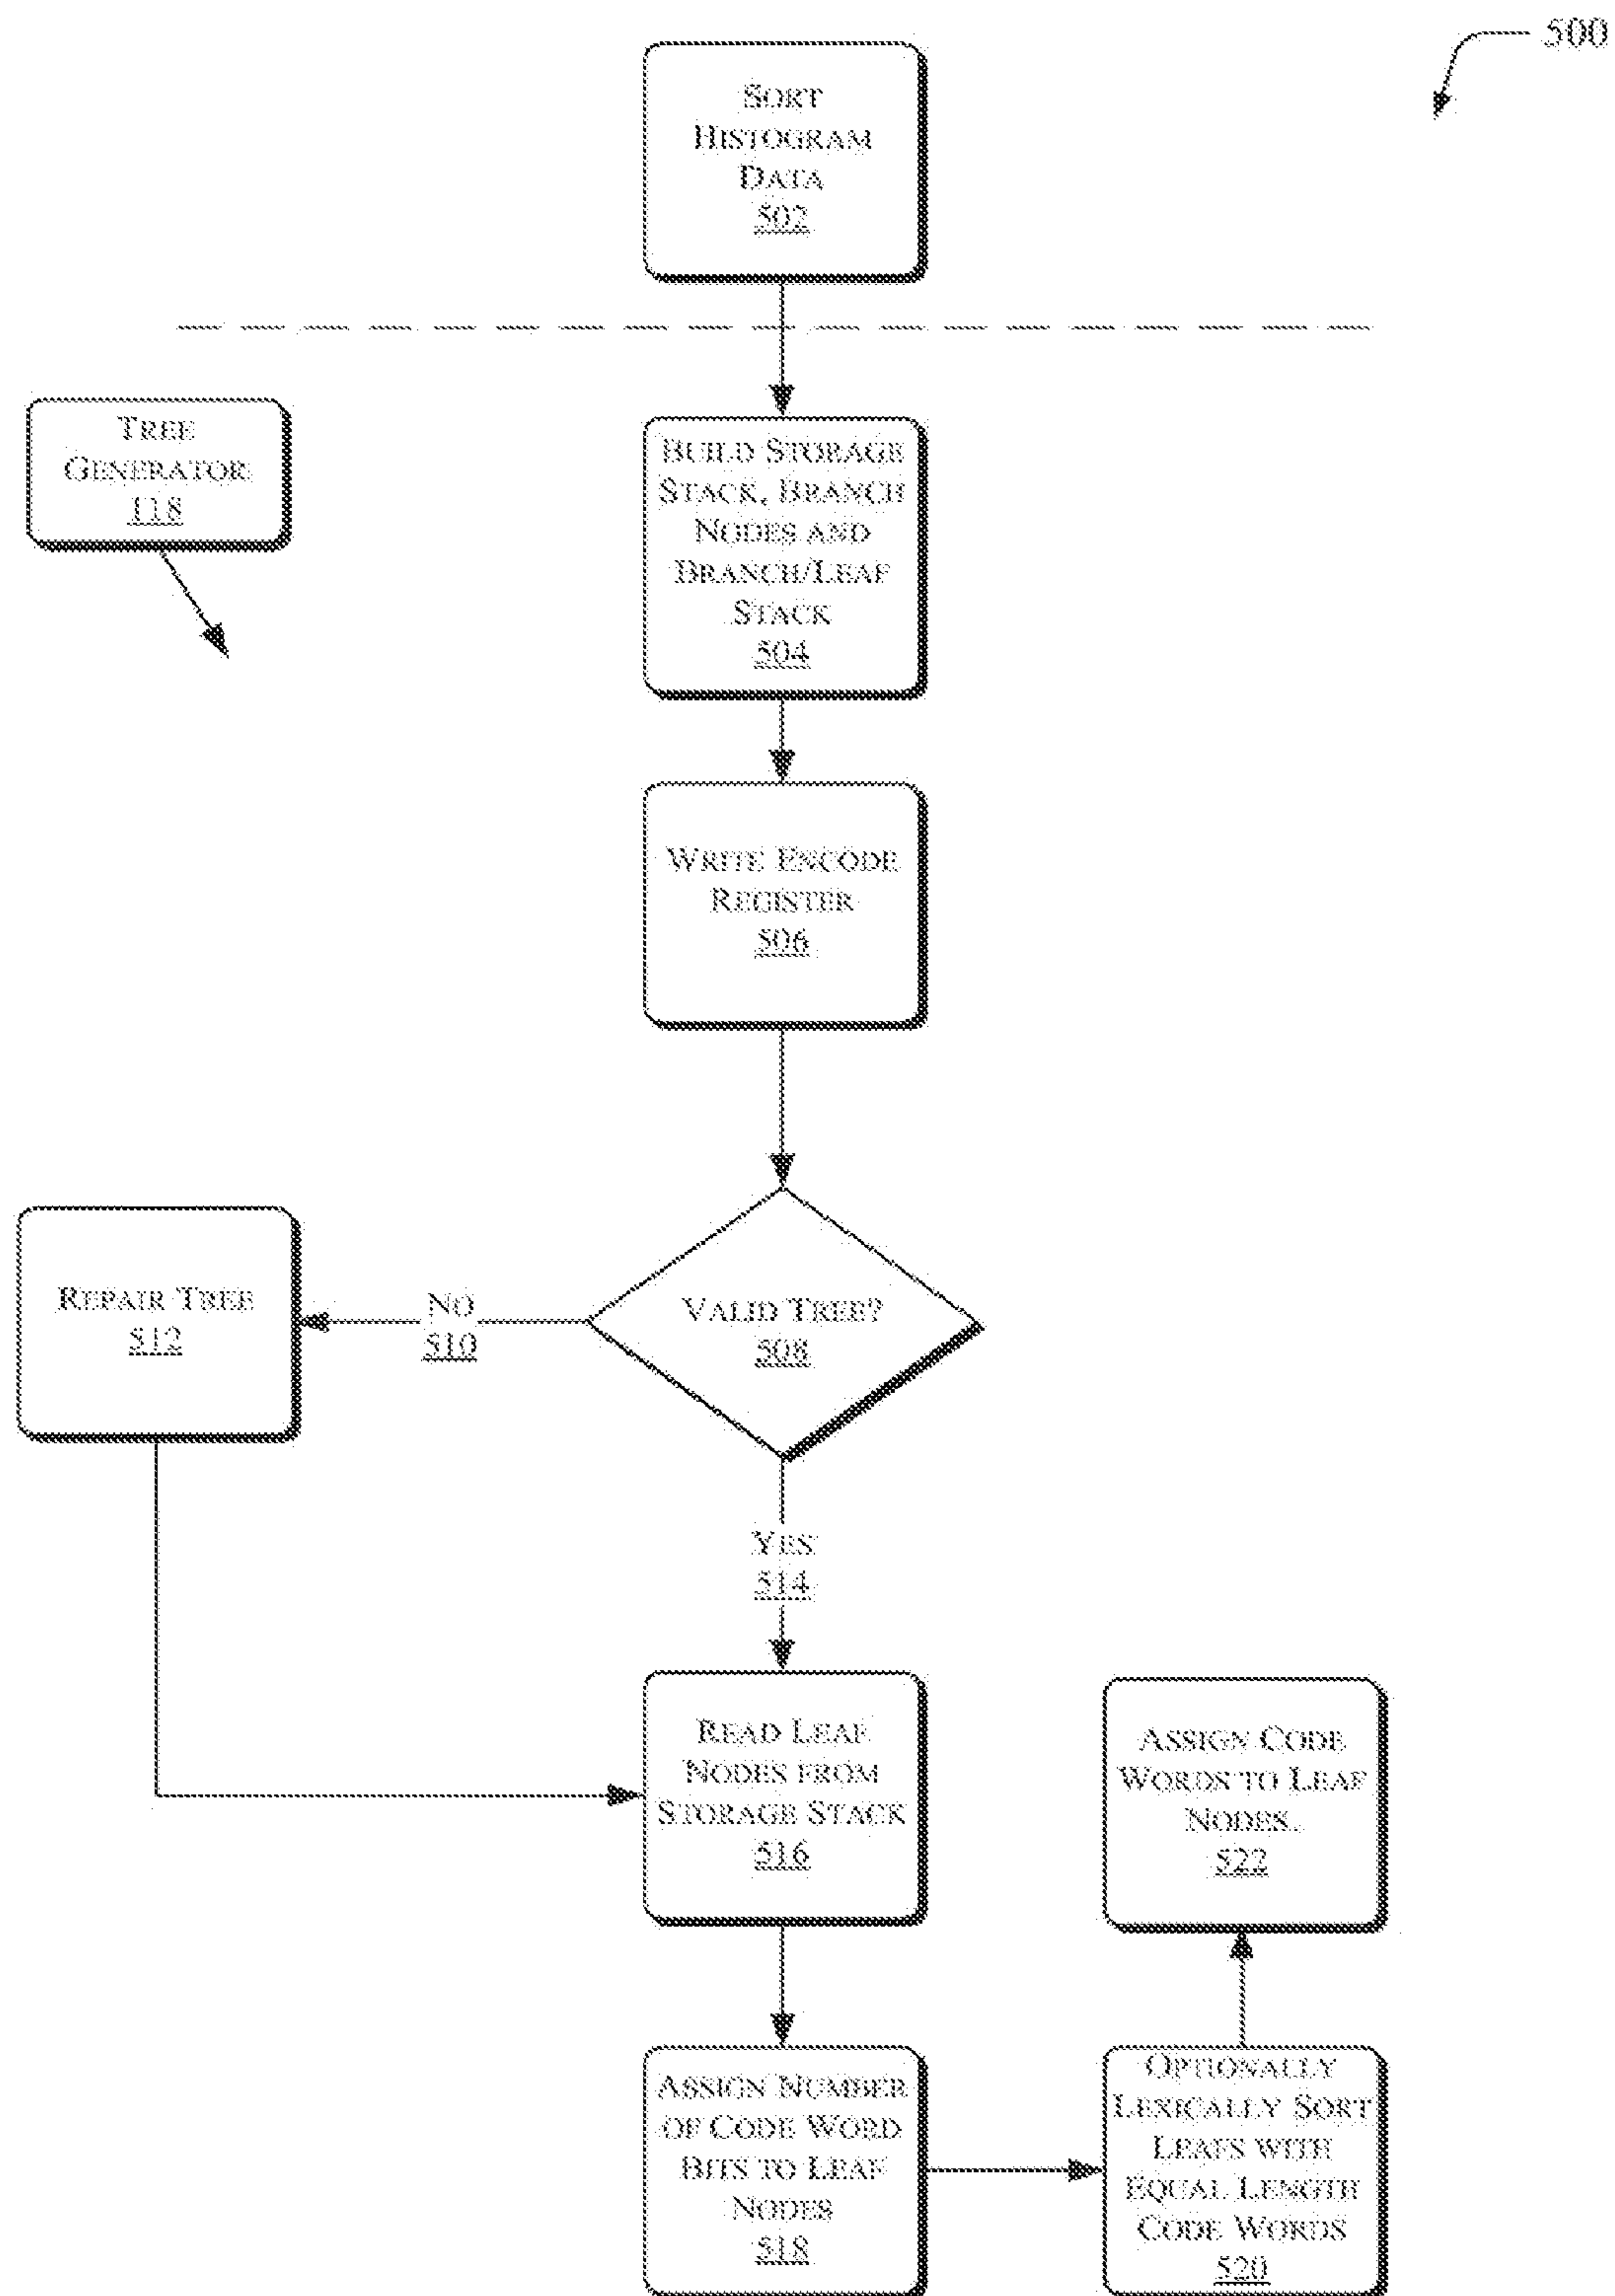 500
SORT
HISTOGRAM
DATA
502
TREE
GENERATOR
118
BUILD STORAGE
STACK, BRANCH
NODES AND
BRANCH/LEAF
STACK
504
WRITE ENCODE
REGISTER
506
VALID TREE?
508
NO
510
REPAIR TREE
512
YES
514
READ LEAF
NODES FROM
STORAGE STACK
516
ASSIGN NUMBER
OF CODE WORD
BITS TO LEAF
NODES
518
OPTIONALLY
LEXICALLY SORT
LEAFS WITH
EQUAL LENGTH
CODE WORDS
520
ASSIGN CODE
WORDS TO LEAF
NODES.
522